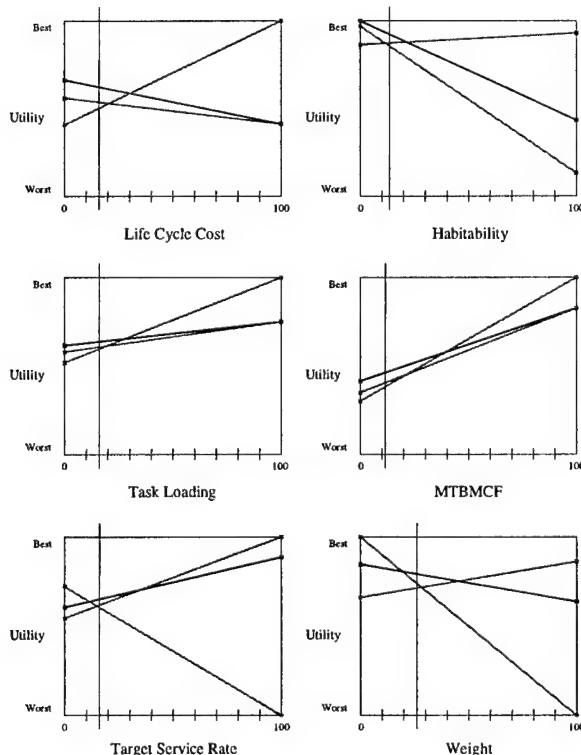 Best Best
Utility Utility
Worst Worst
0 100 0 100
Life Cycle Cost Habitability
Best Best
Utility Utility
Worst Worst
0 100 0 100
Task Loading MTBMCF
Best Best
Utility Utility
Worst Worst
0 100 0 100
Target Service Rate Weight